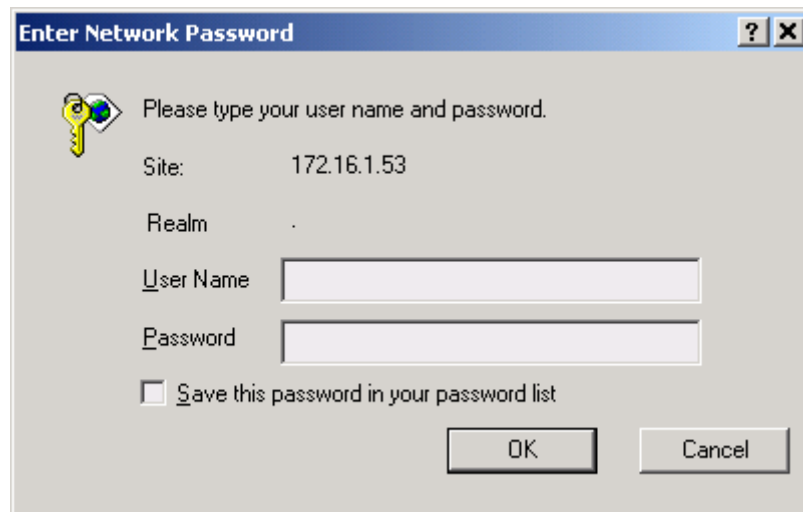 Enter Network Password
Please type your user name and password.
Site: 172.16.1.53
Realm .
User Name
Password
Save this password in your password list
OK Cancel